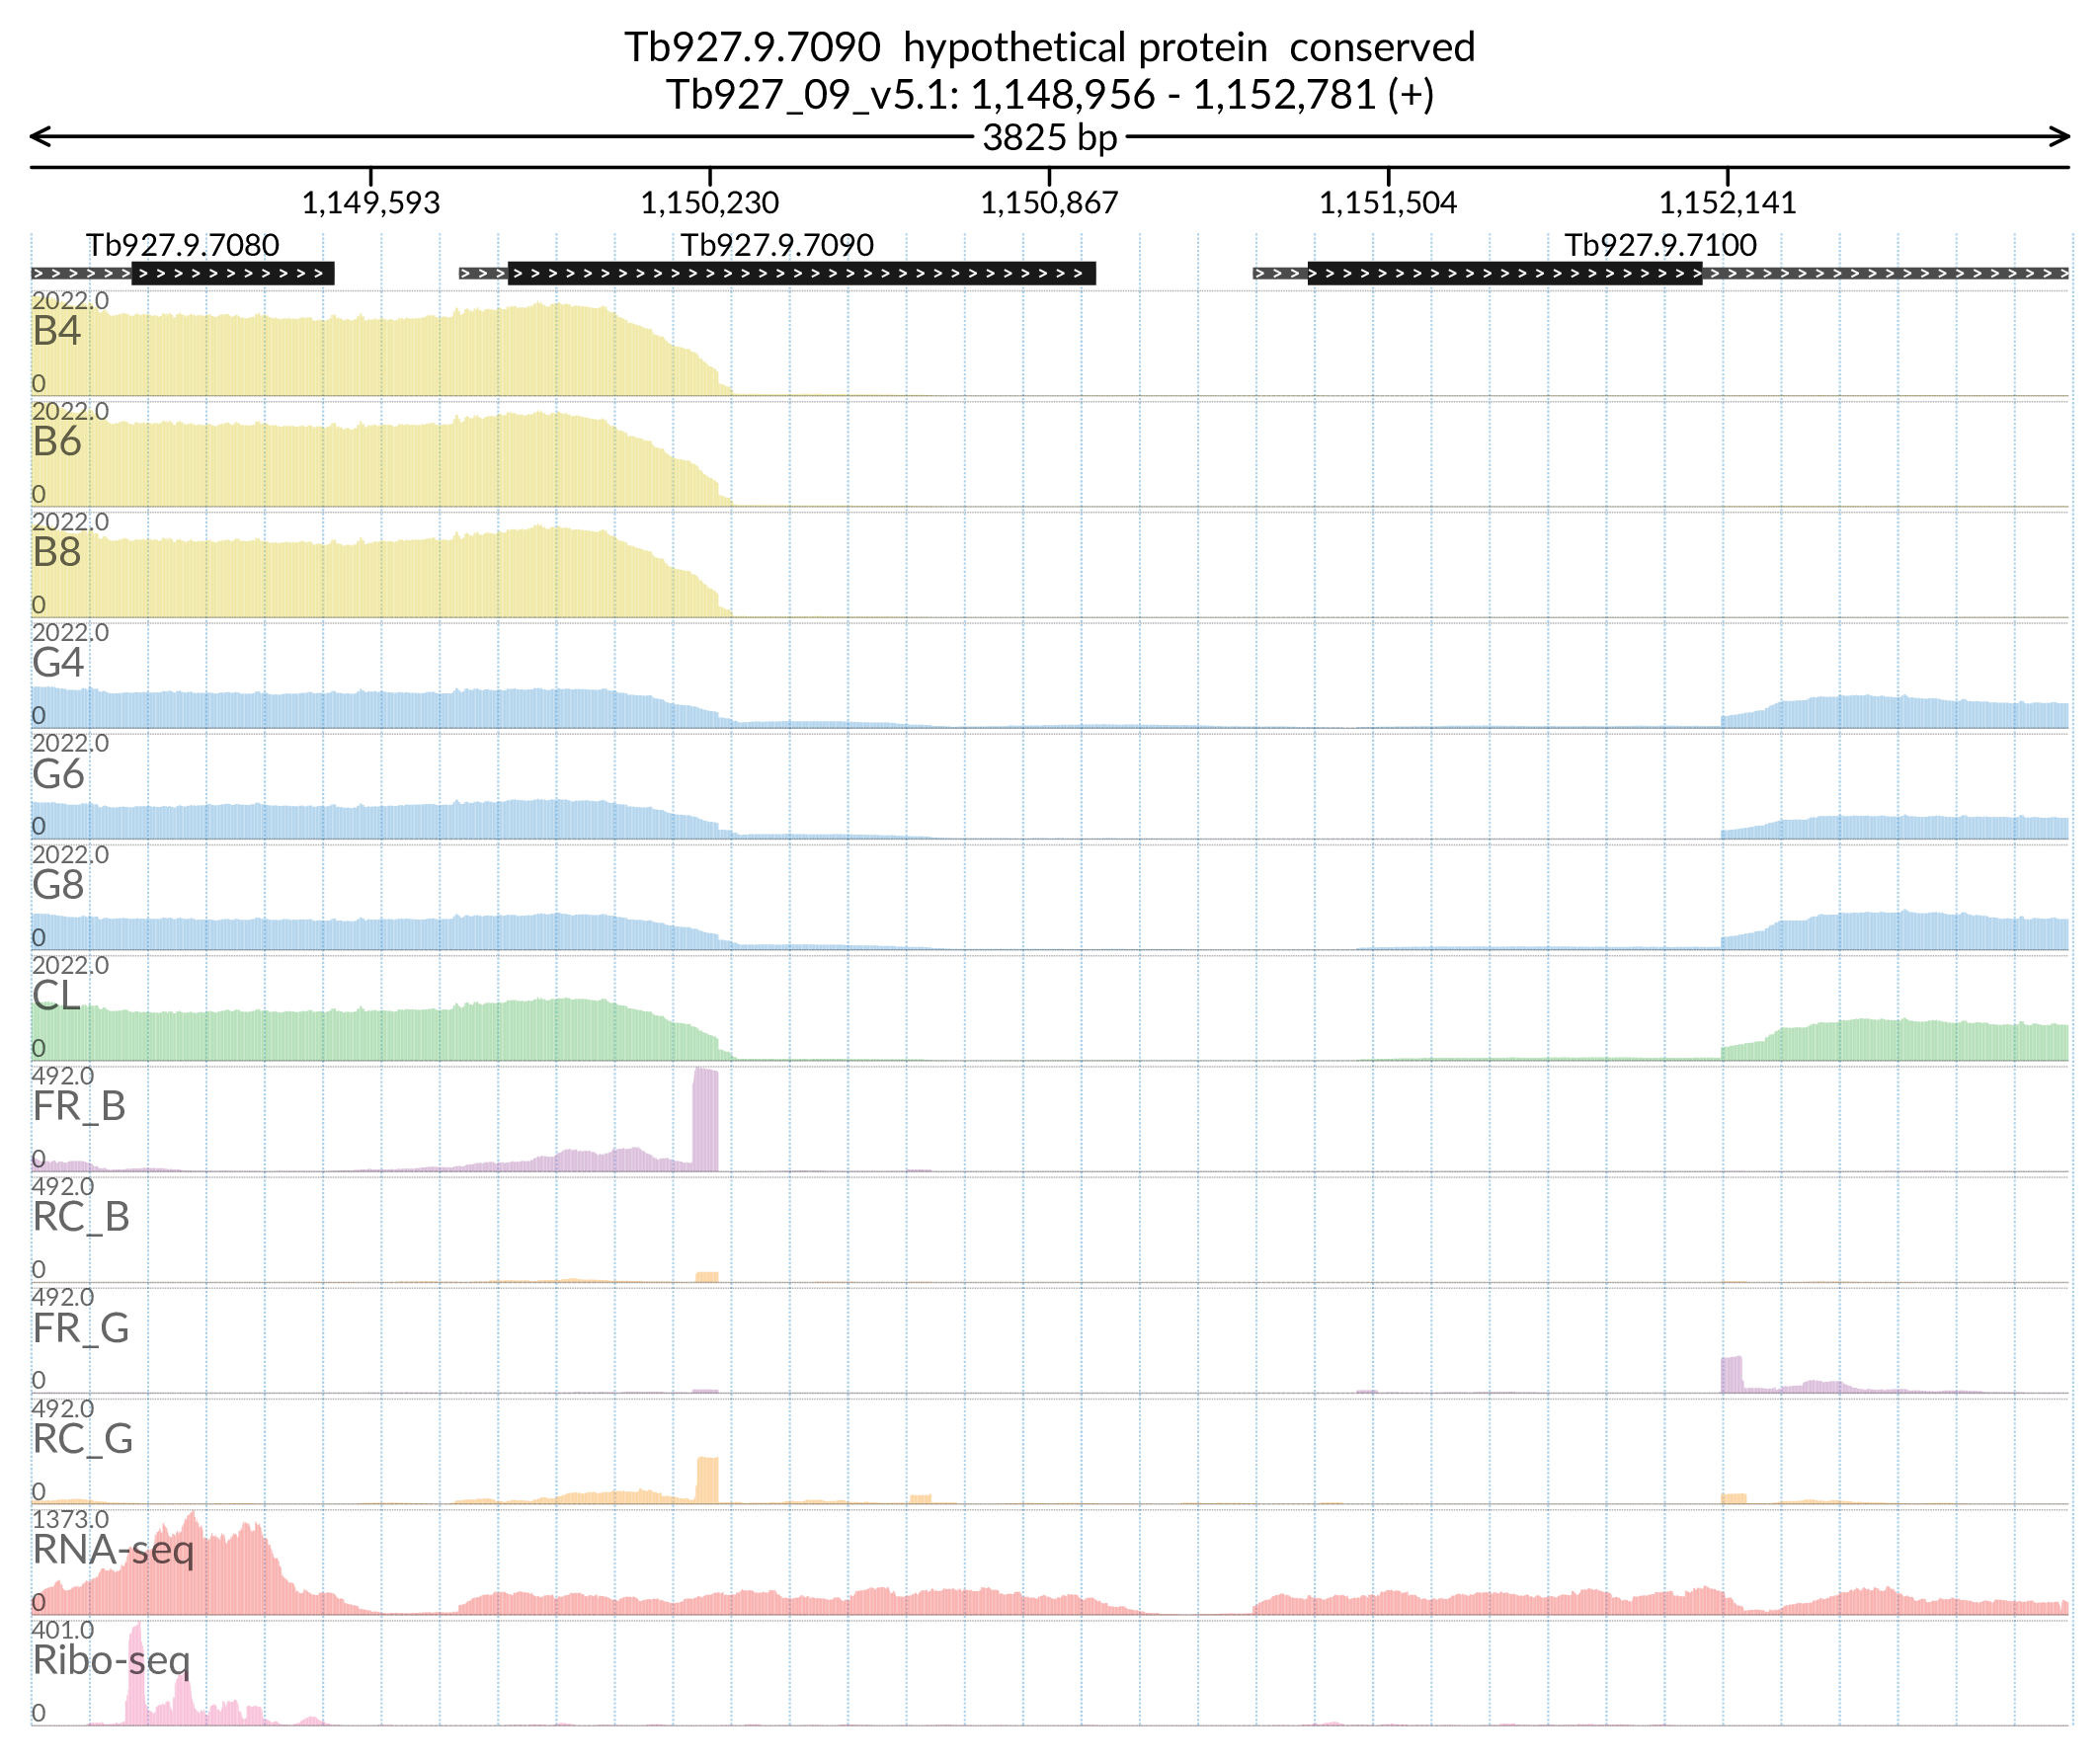 Tb927.9.7090  hypothetical protein  conserved
Tb927_09_v5.1: 1,148,956 - 1,152,781 (+)
3825 bp
1,149,593 1,150,230 1,150,867 1,151,504 1,152,141
Tb927.9.7080 Tb927.9.7090 Tb927.9.7100
2022.0
B4
0
2022.0
B6
0
2022.0
B8
0
2022.0
G4
0
2022.0
G6
0
2022.0
G8
0
2022.0
CL
0
492.0
FR_B
0
492.0
RC_B
0
492.0
FR_G
0
492.0
RC_G
0
1373.0
RNA-seq
0
401.0
Ribo-seq
0